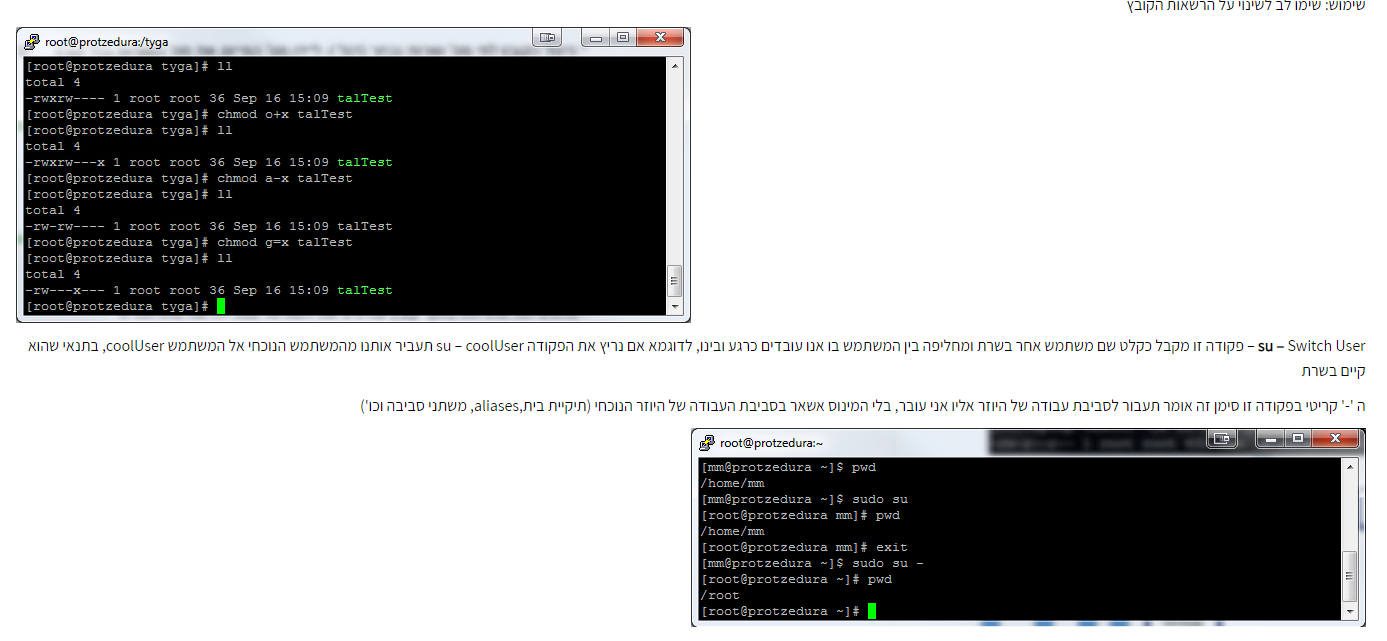 שימוש: שימו לב לשינוי על הרשאות הקובץ
root@protzedura:/tyga
[root@protzedura tyga]# ll
total 4
-rwxrw---- 1 root root 36 Sep 16 15:09 talTest
[root@protzedura tyga]# chmod o+x talTest
[root@protzedura tyga]# ll
total 4
-rwxrw---x 1 root root 36 Sep 16 15:09 talTest
[root@protzedura tyga]# chmod a-x talTest
[root@protzedura tyga]# ll
total 4
-rw-rw---- 1 root root 36 Sep 16 15:09 talTest
[root@protzedura tyga]# chmod g=x talTest
[root@protzedura tyga]# ll
total 4
-rw---x--- 1 root root 36 Sep 16 15:09 talTest
[root@protzedura tyga]#
su – Switch User – פקודה זו מקבל כקלט שם משתמש אחר בשרת ומחליפה בין המשתמש בו אנו עובדים כרגע ובינו, לדוגמא אם נריץ את הפקודה su – coolUser תעביר אותנו מהמשתמש הנוכחי אל המשתמש coolUser, בתנאי שהוא
קיים בשרת
ה '-' קריטי בפקודה זו סימן זה אומר תעבור לסביבת עבודה של היוזר אליו אני עובר, בלי המינוס אשאר בסביבת העבודה של היוזר הנוכחי (תיקיית בית,aliases, משתני סביבה וכו')
root@protzedura:~
[mm@protzedura ~]$ pwd
/home/mm
[mm@protzedura ~]$ sudo su
[root@protzedura mm]# pwd
/home/mm
[root@protzedura mm]# exit
[mm@protzedura ~]$ sudo su -
[root@protzedura ~]# pwd
/root
[root@protzedura ~]#